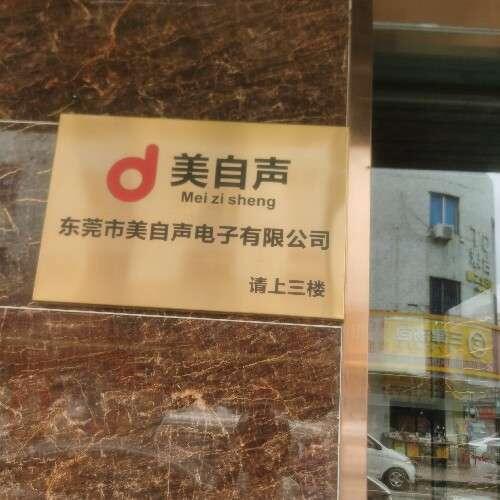 美自声
Mei zi sheng
东莞市美自声电子有限公司
请上三楼